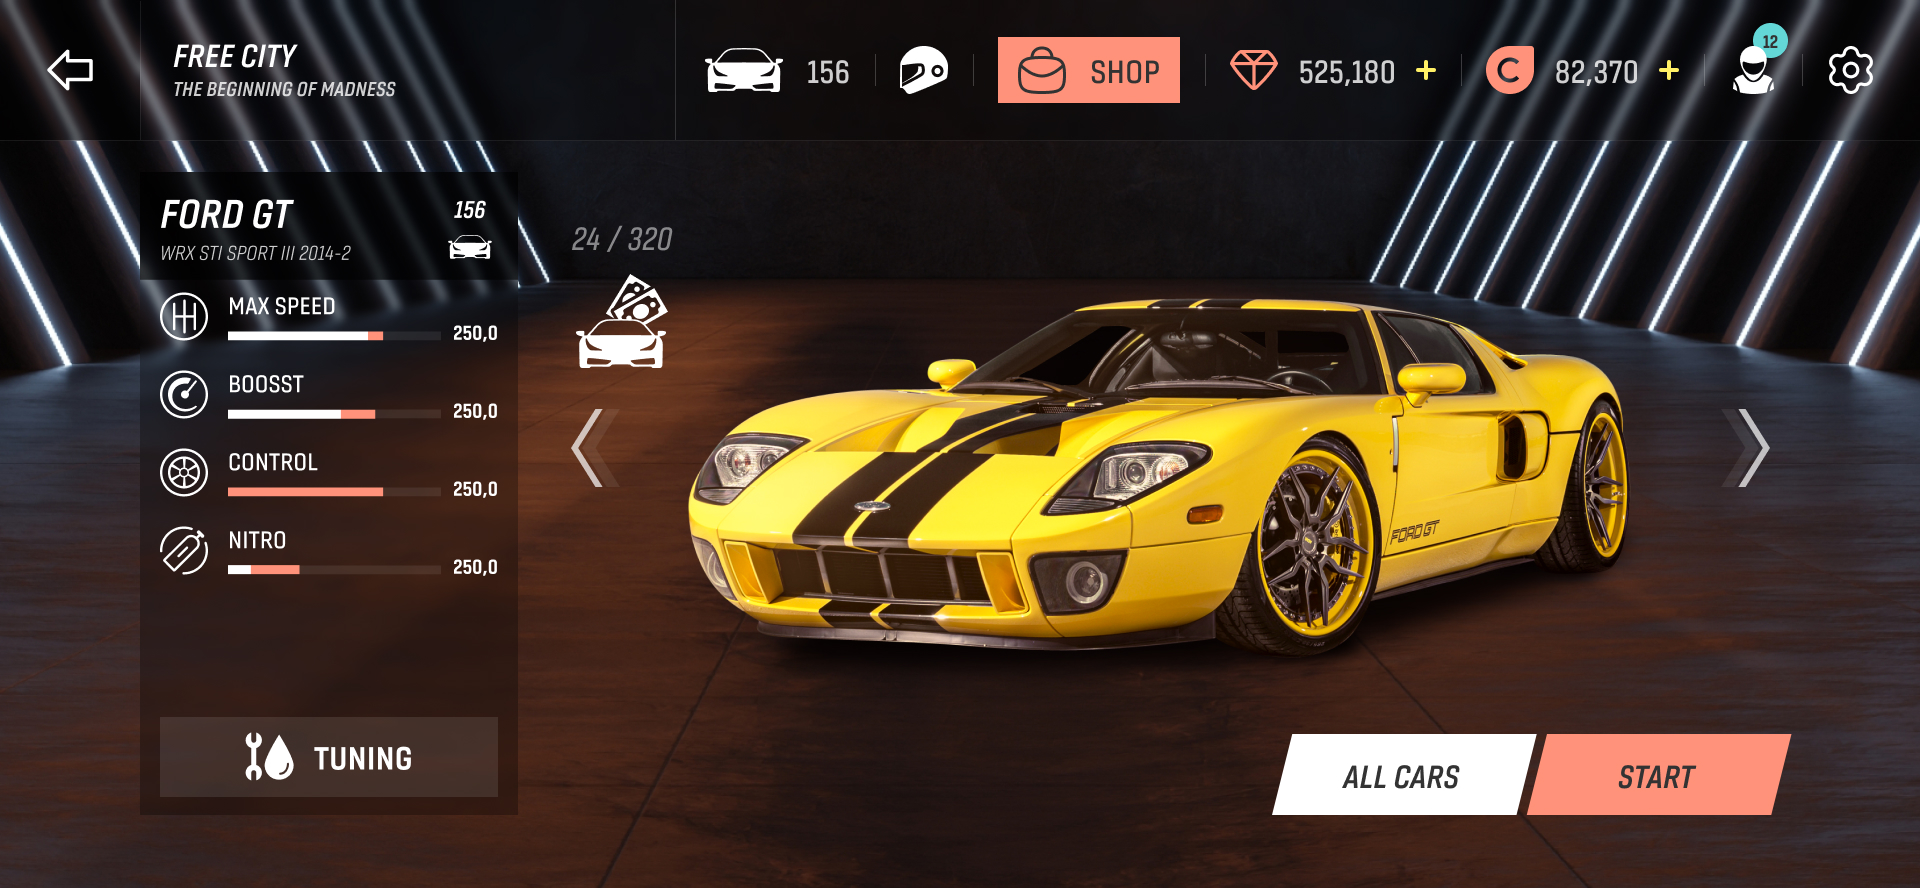 FREE CITY
THE BEGINNING OF MADNESS
156
SHOP
525,180 +
C
82,370 +
12
FORD GT
156
WRX STI SPORT III 2014-2
24 / 320
MAX SPEED
250,0
BOOSST
250,0
CONTROL
250,0
NITRO
250,0
FORD GT
TUNING
ALL CARS
START